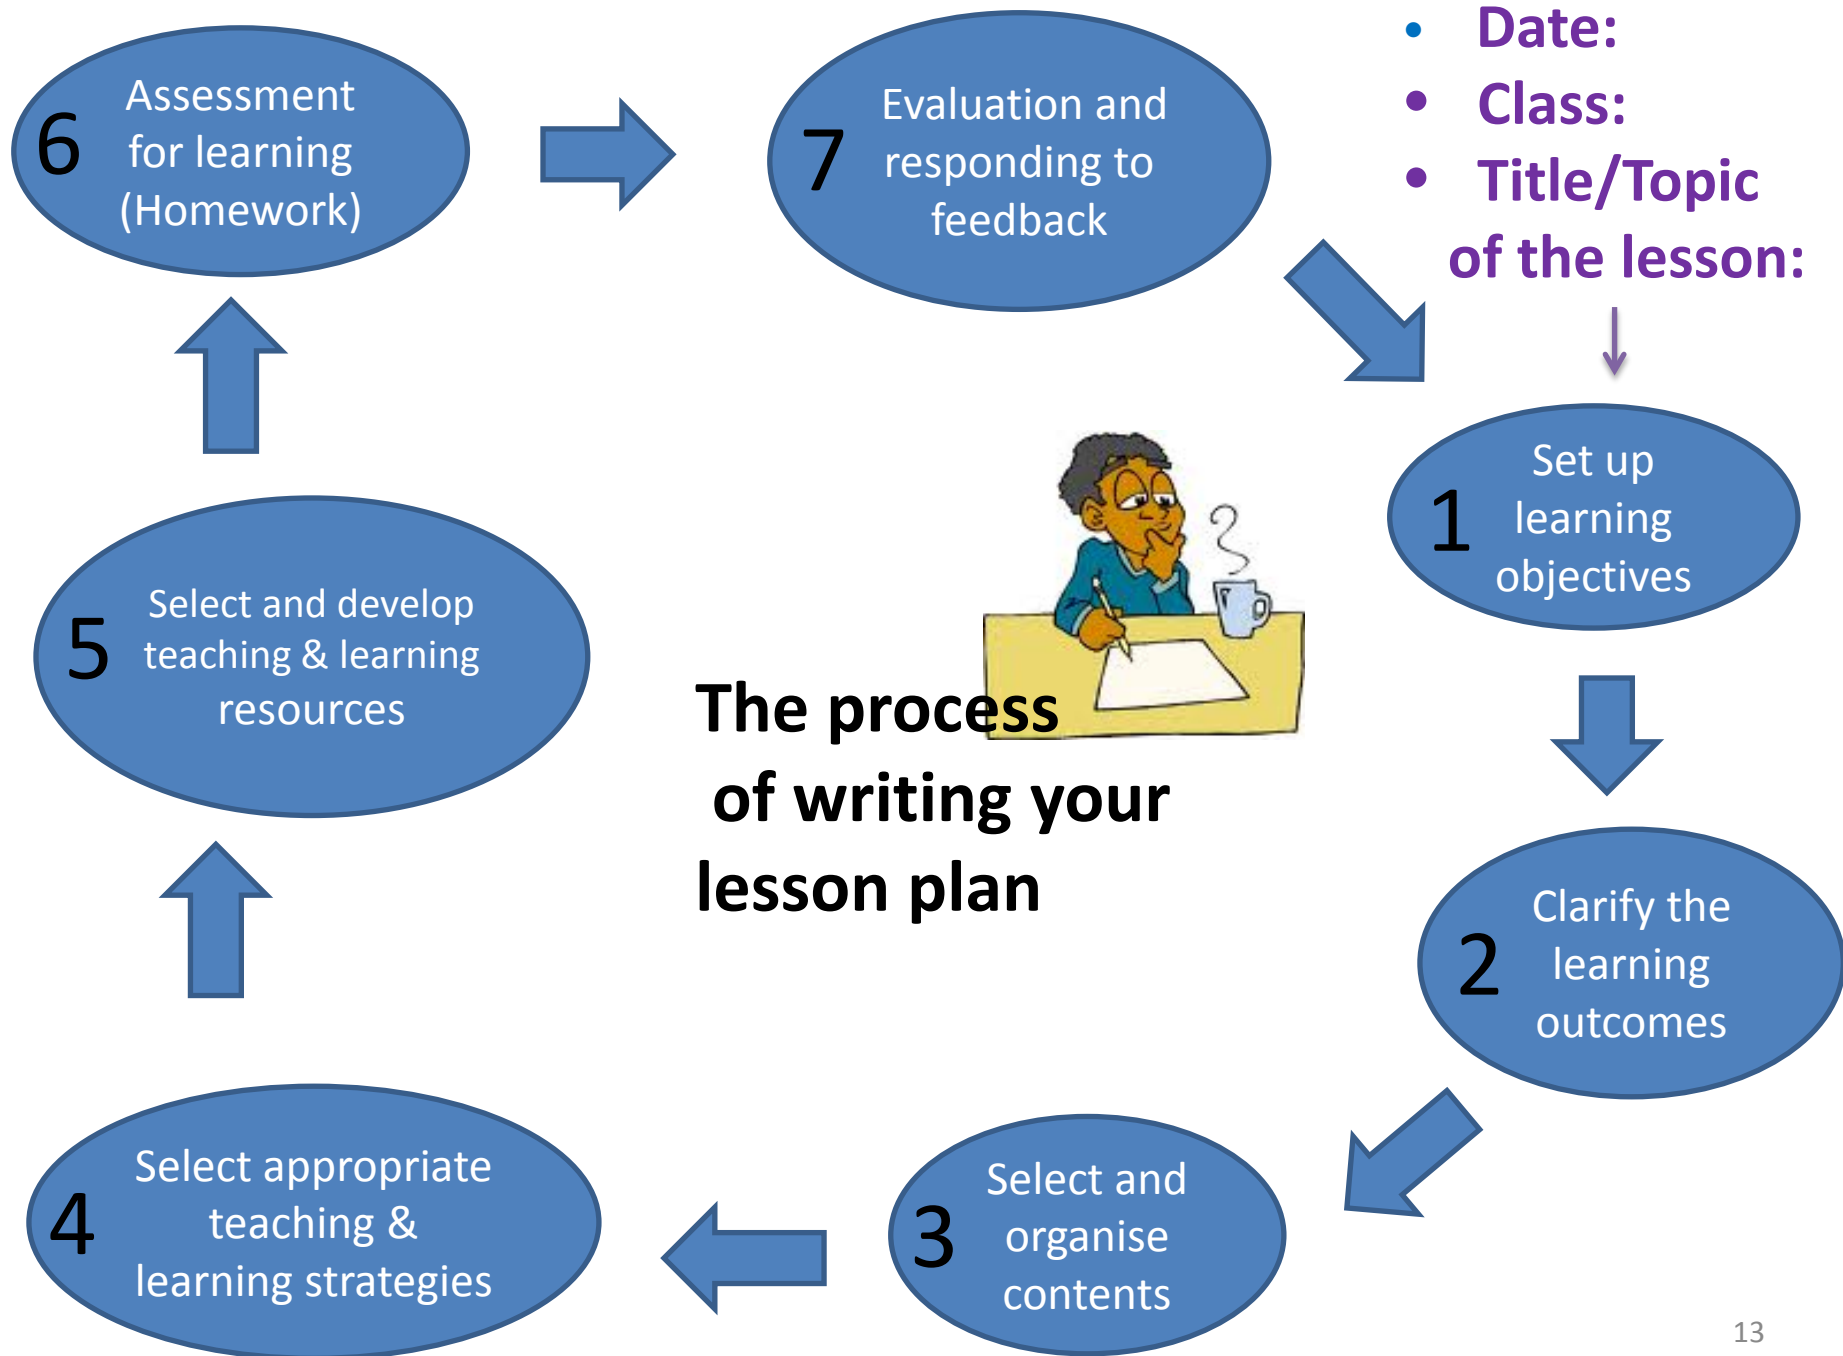 • Date:
• Class:
• Title/Topic
of the lesson:
1
Set up
learning
objectives
2
Clarify the
learning
outcomes
3
Select and
organise
contents
4
Select appropriate
teaching &
learning strategies
5
Select and develop
teaching & learning
resources
6
Assessment
for learning
(Homework)
7
Evaluation and
responding to
feedback
The process
of writing your
lesson plan
13